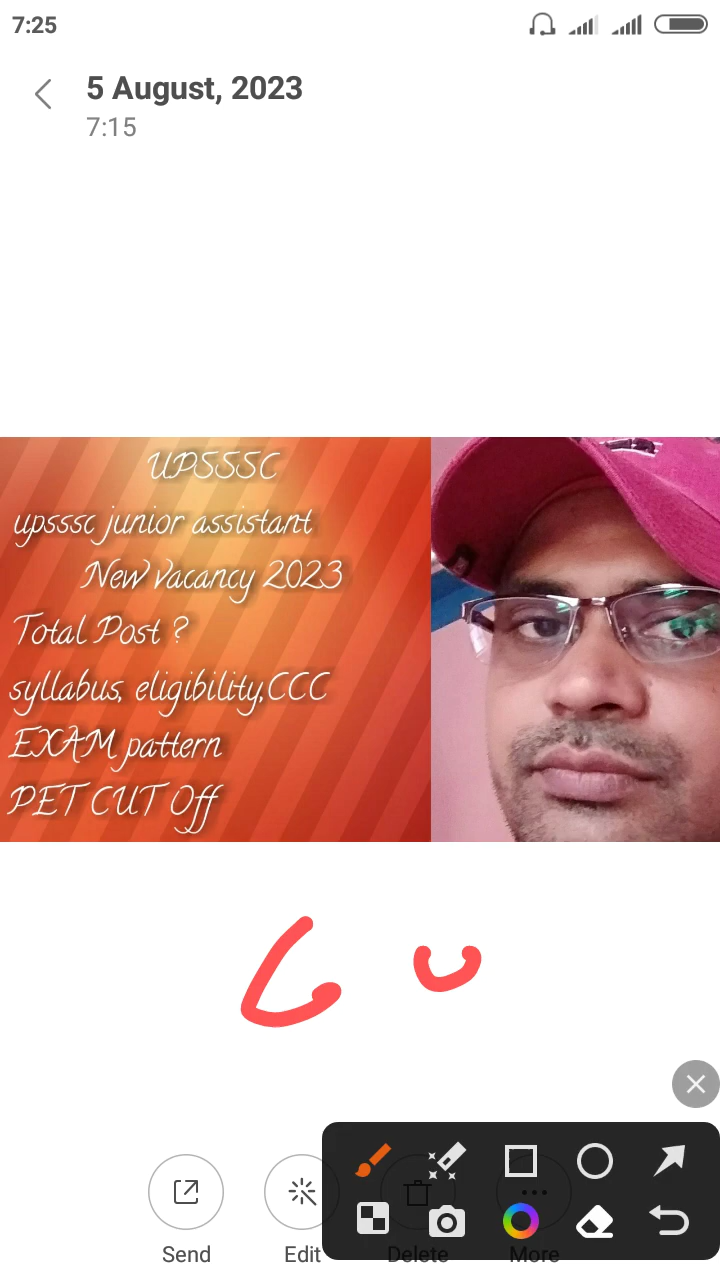 7:25
5 August, 2023
7:15
UPSSSC
upsssc junior assistant
New Vacancy 2023
Total Post ?
syllabus, eligibility,CCC
EXAM pattern
PET CUT Off
Send Edit Delete More